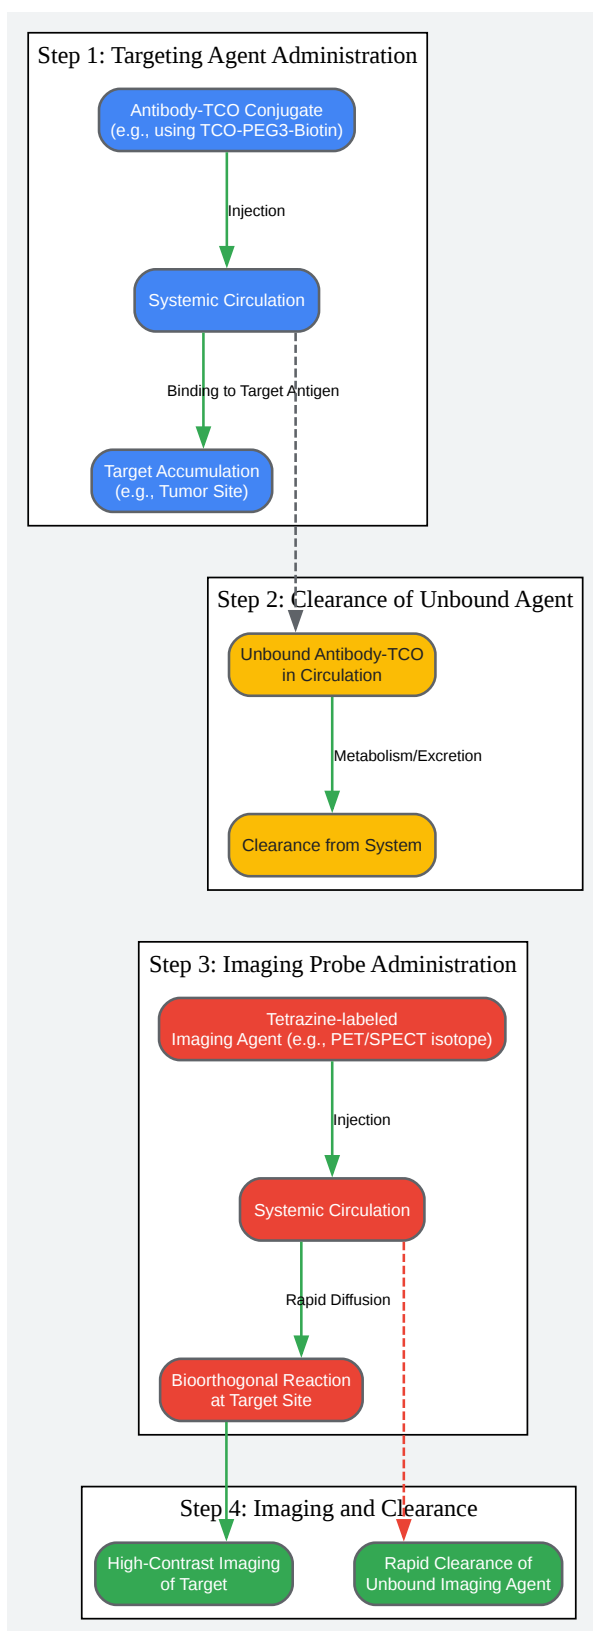 Step 1: Targeting Agent Administration
Antibody-TCO Conjugate
(e.g., using TCO-PEG3-Biotin)
Injection
Systemic Circulation
Binding to Target Antigen
Target Accumulation
(e.g., Tumor Site)
Step 2: Clearance of Unbound Agent
Unbound Antibody-TCO
in Circulation
Metabolism/Excretion
Clearance from System
Step 3: Imaging Probe Administration
Tetrazine-labeled
Imaging Agent (e.g., PET/SPECT isotope)
Injection
Systemic Circulation
Rapid Diffusion
Bioorthogonal Reaction
at Target Site
Step 4: Imaging and Clearance
High-Contrast Imaging
of Target
Rapid Clearance of
Unbound Imaging Agent